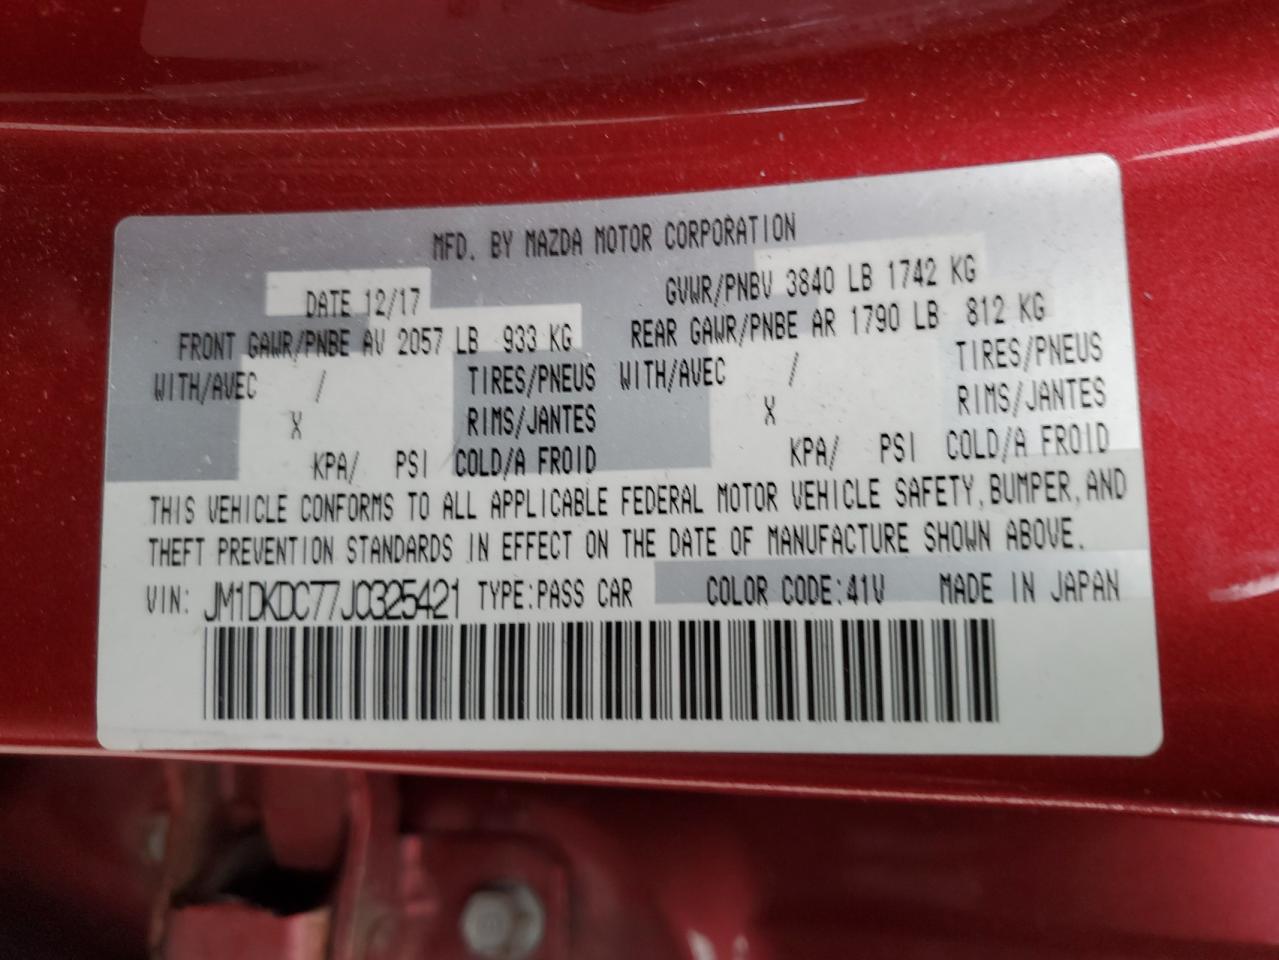 MFD. BY MAZDA MOTOR CORPORATION
DATE 12/17 GVWR/PNBV 3840 LB 1742 KG
FRONT GAWR/PNBE AV 2057 LB 933 KG REAR GAWR/PNBE AR 1790 LB 812 KG
WITH/AVEC / TIRES/PNEUS WITH/AVEC / TIRES/PNEUS
X RIMS/JANTES X RIMS/JANTES
KPA/ PSI COLD/A FROID KPA/ PSI COLD/A FROID
THIS VEHICLE CONFORMS TO ALL APPLICABLE FEDERAL MOTOR VEHICLE SAFETY, BUMPER, AND
THEFT PREVENTION STANDARDS IN EFFECT ON THE DATE OF MANUFACTURE SHOWN ABOVE.
VIN: JM1DKDC77J0325421 TYPE:PASS CAR COLOR CODE:41V MADE IN JAPAN